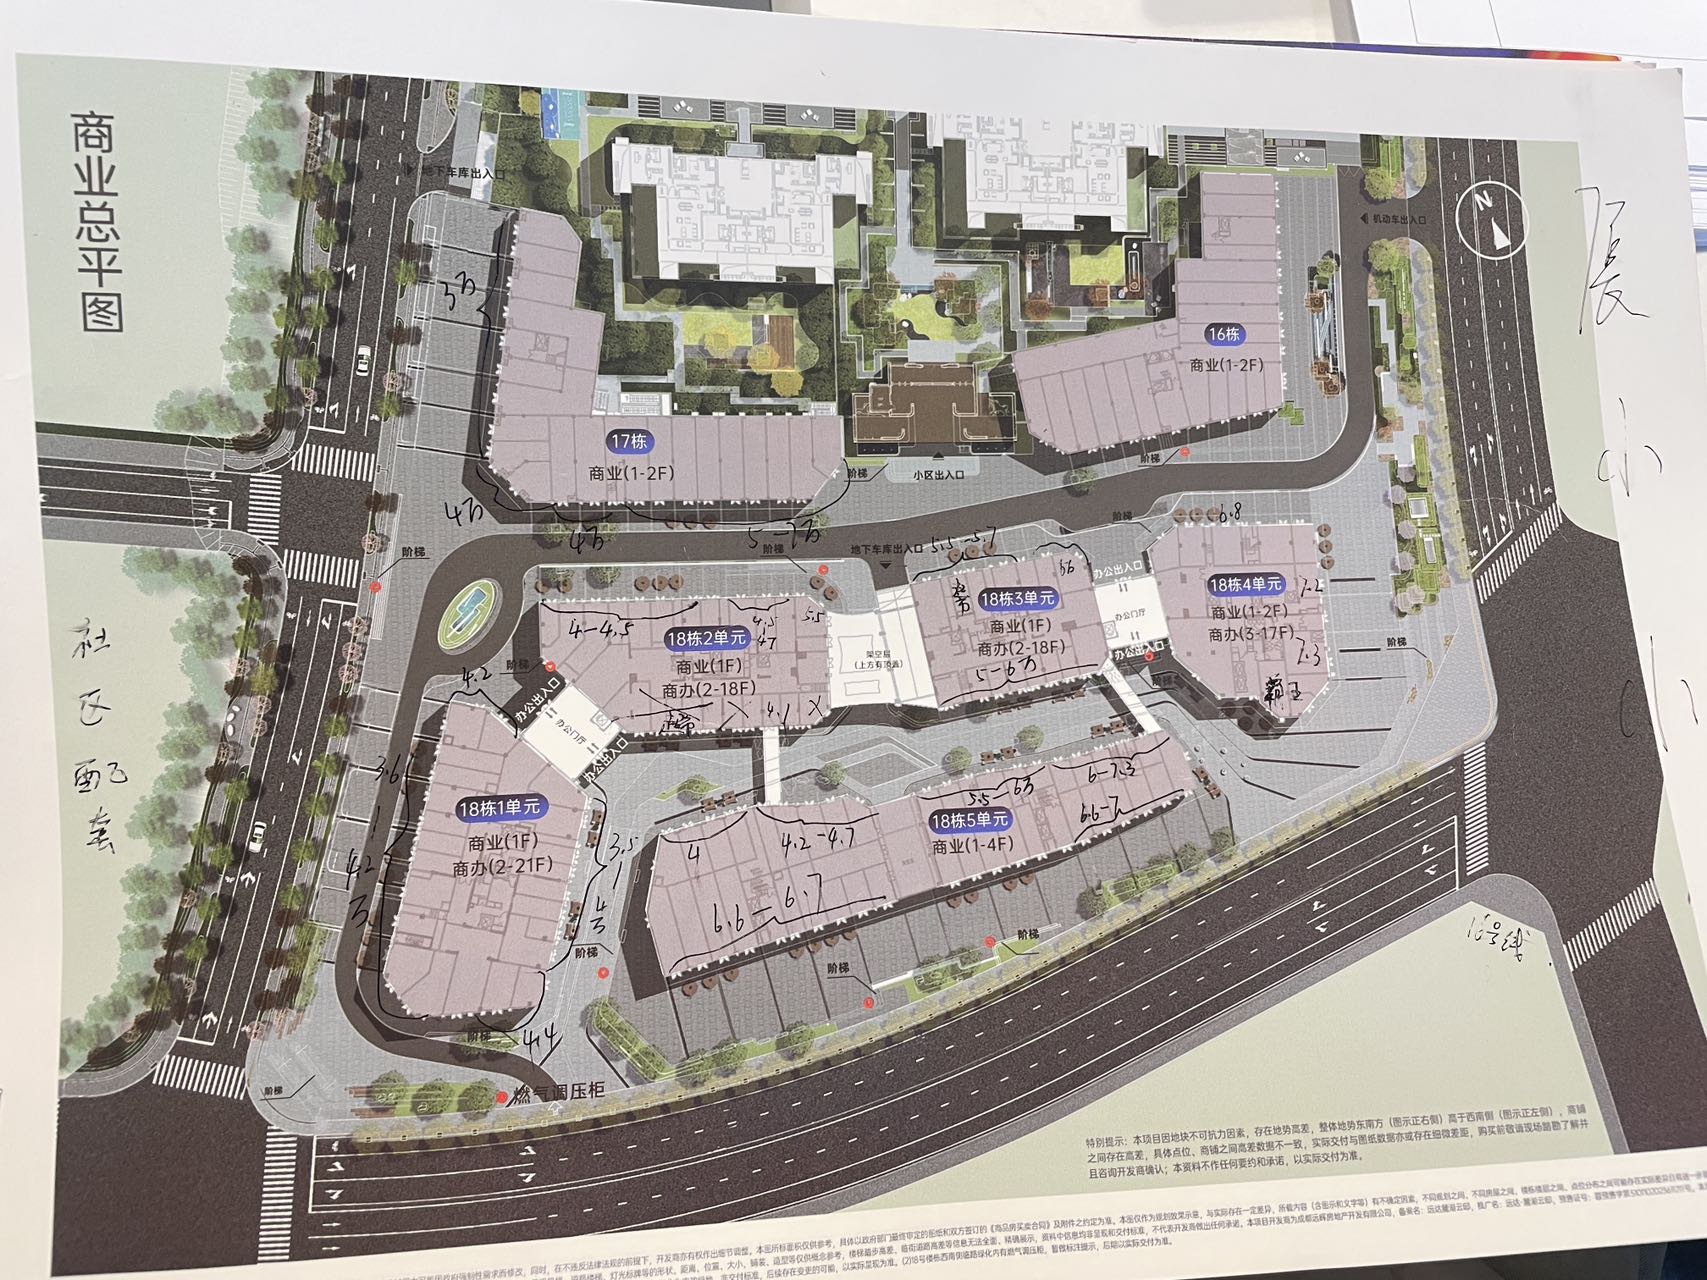 商业总平图
地下车库出入口
机动车出入口
N
3万
16栋
商业(1-2F)
17栋
商业(1-2F)
阶梯
小区出入口
阶梯
4万
4万
5-7万
阶梯
阶梯
地下车库出入口
5.5-5.7
阶梯
6.8
办公出入口
18栋3单元
商业(1F)
商办(2-18F)
5-6万
办公门厅
办公出入口
18栋4单元
商业(1-2F)
商办(3-17F)
7.2
7.3
霸王
阶梯
阶梯
4-4.5
4.5
4.7
5.5
18栋2单元
商业(1F)
商办(2-18F)
4.1
架空层
(上方有顶盖)
阶梯
4.2
办公出入口
办公门厅
办公出入口
社区配套
3.6
4.2万
18栋1单元
商业(1F)
商办(2-21F)
3.5
4万
4
4.2-4.7
5.5
6万
6-7.3
6.6-7
18栋5单元
商业(1-4F)
6.6-6.7
阶梯
阶梯
阶梯
阶梯
4.4
阶梯
燃气调压柜
16号线
特别提示：本项目因地块不可抗力因素，存在地势高差，整体地势东南方（图示正右侧）高于西南侧（图示正左侧），商铺
之间存在高差，具体点位、商铺之间高差数据不一致，实际交付与图纸数据亦或存在细微差距，购买前敬请现场踏勘了解并
且咨询开发商确认；本资料不作任何要约和承诺，以实际交付为准。